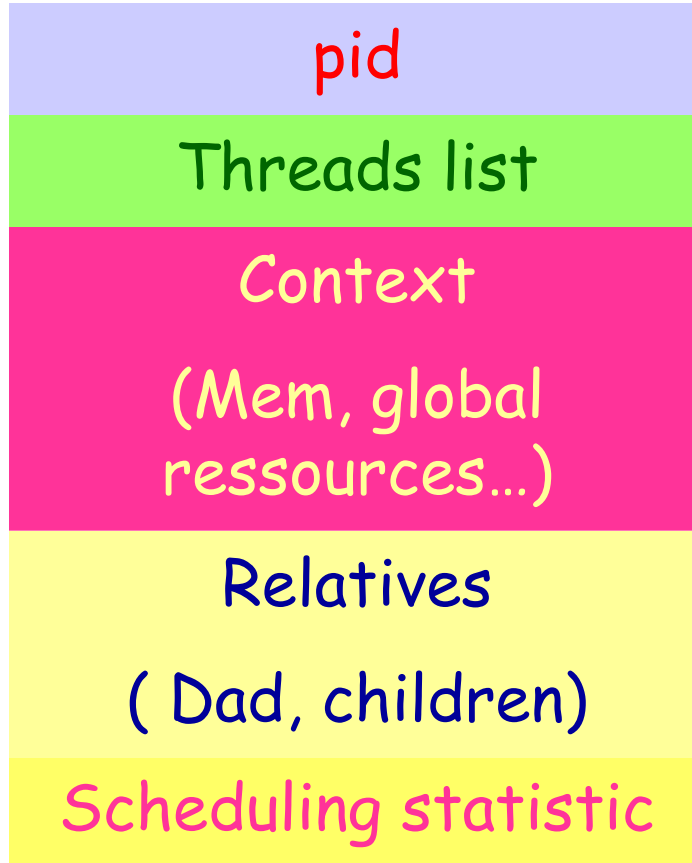 pid
Threads list
Context
(Mem, global
ressources…)
Relatives
( Dad, children)
Scheduling statistic